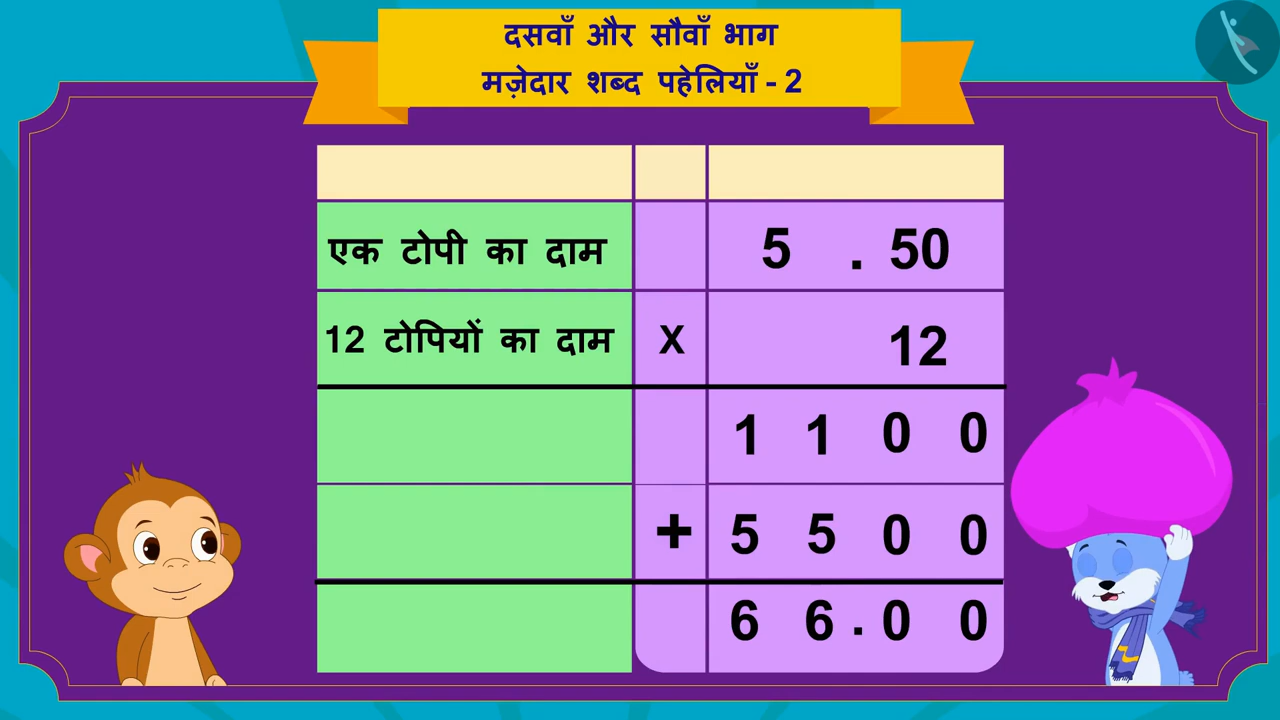 दसवाँ और सौवाँ भाग
मज़ेदार शब्द पहेलियाँ - 2
एक टोपी का दाम 5 . 50
12 टोपियों का दाम X 12
1 1 0 0
+ 5 5 0 0
6 6 . 0 0